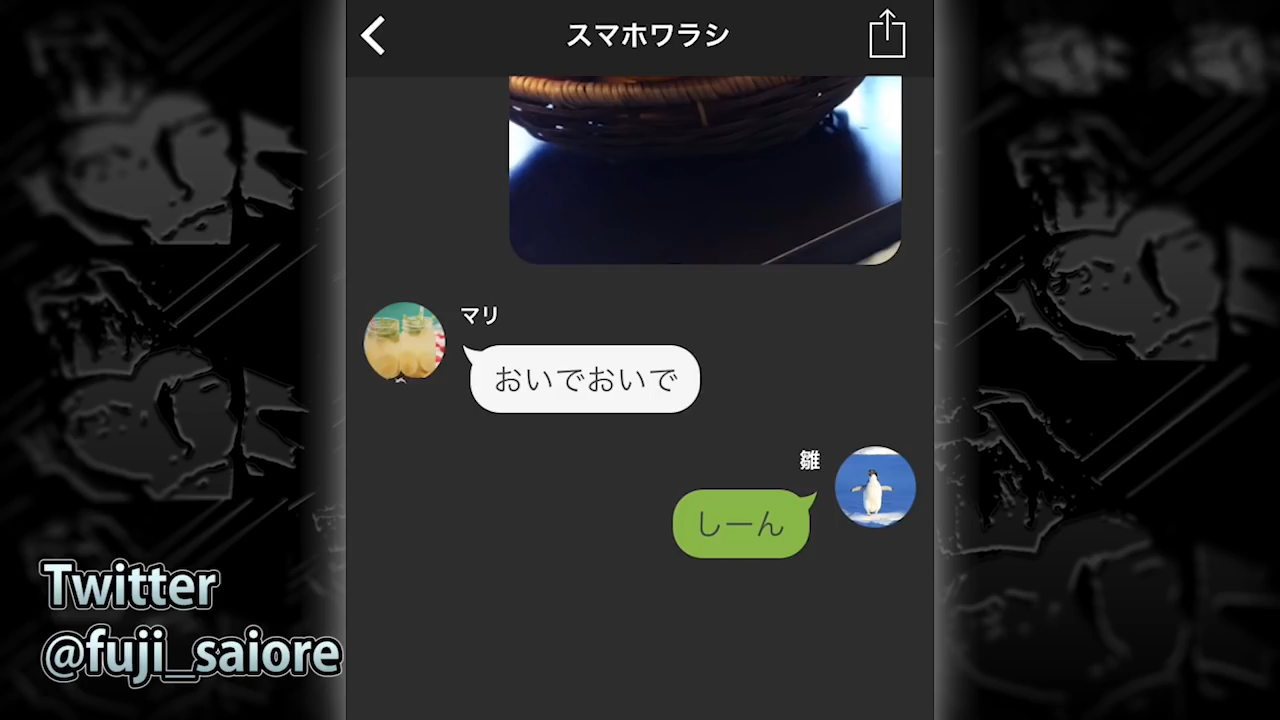 スマホワラシ
マリ
おいでおいで
雛
しーん
Twitter
@fuji_saiore